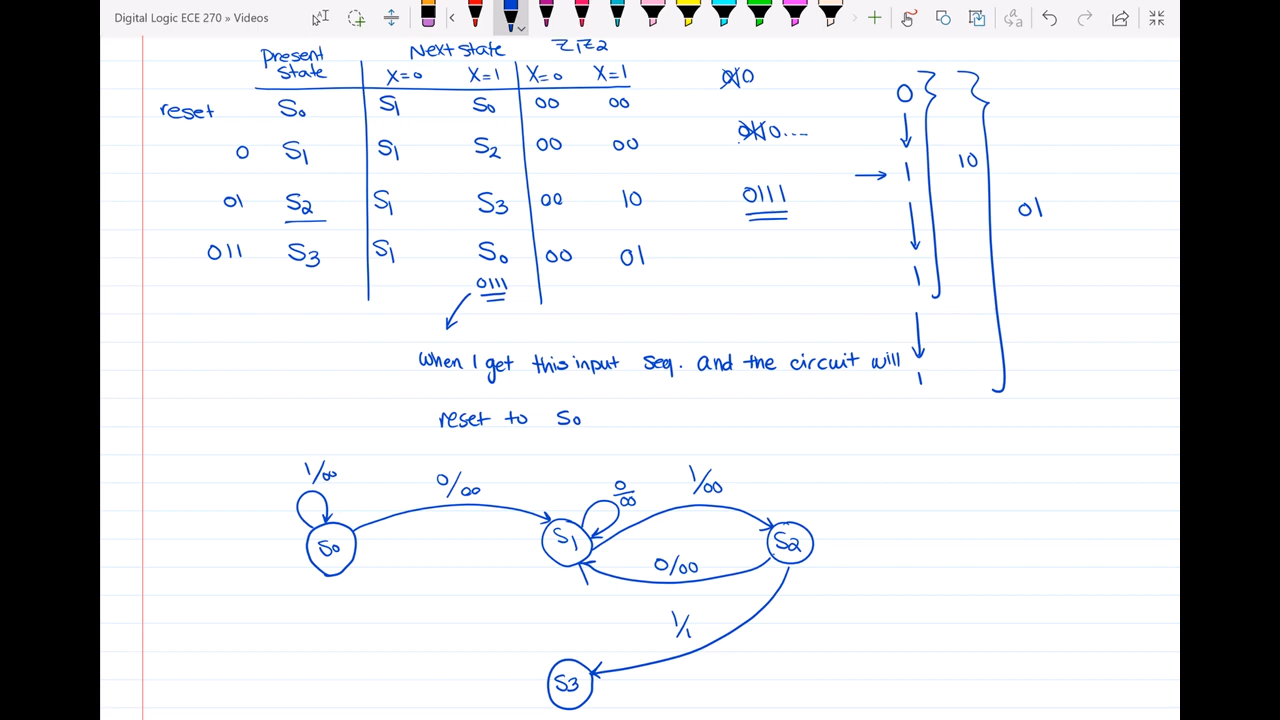 Digital Logic ECE 270 » Videos
Present State Next State Z1Z2
X=0 X=1 X=0 X=1
reset S0 S1 S0 00 00
0 S1 S1 S2 00 00
01 S2 S1 S3 00 10
011 S3 S1 S0 00 01
0111
0111
0
1
1
1
10
01
When I get this input seq. and the circuit will
reset to S0
1/00
0/00
0/00
1/00
S0
S1
S2
0/00
1/1
S3